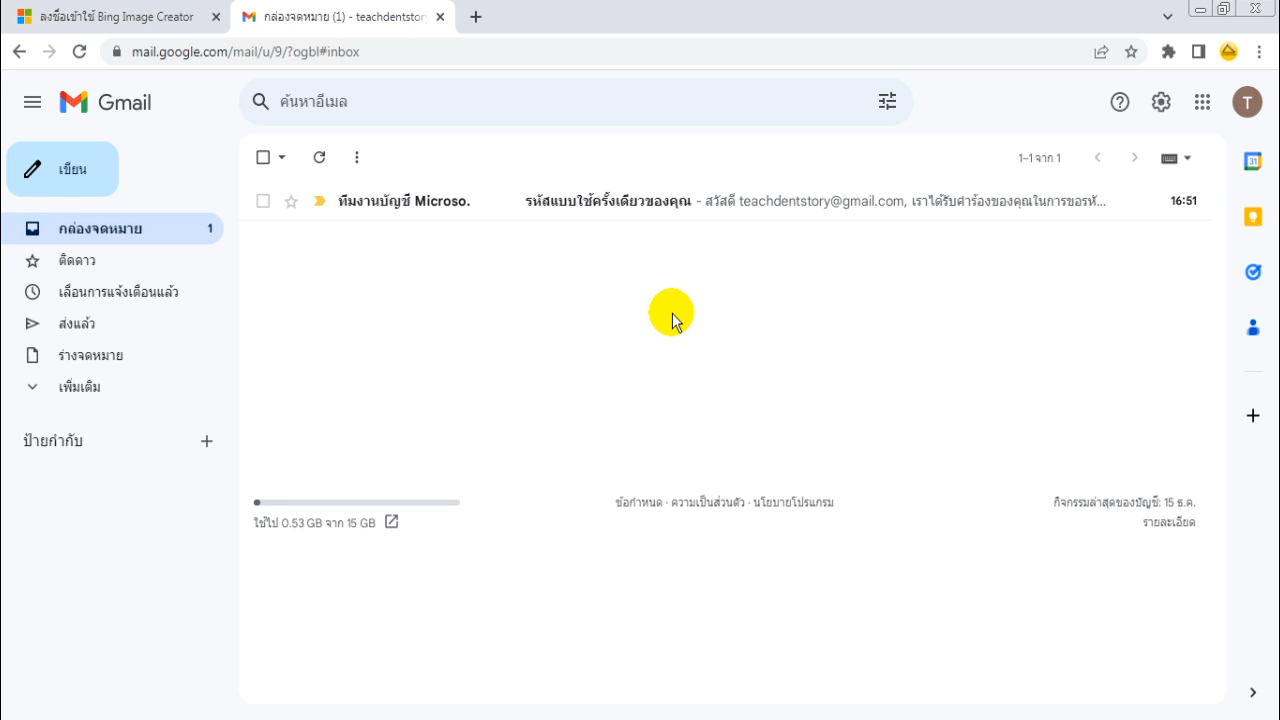 ลงชื่อเข้าใช้ Bing Image Creator
กล่องจดหมาย (1) - teachdentstory
mail.google.com/mail/u/9/?ogbl#inbox
Gmail
ค้นหาอีเมล
T
เขียน
1–1 จาก 1
ทีมงานบัญชี Microso. รหัสแบบใช้ครั้งเดียวของคุณ - สวัสดี teachdentstory@gmail.com, เราได้รับคำร้องของคุณในการขอรหั... 16:51
กล่องจดหมาย 1
ติดดาว
เลื่อนการแจ้งเตือนแล้ว
ส่งแล้ว
ร่างจดหมาย
เพิ่มเติม
ป้ายกำกับ
31
ใช้ไป 0.53 GB จาก 15 GB
ข้อกำหนด · ความเป็นส่วนตัว · นโยบายโปรแกรม
กิจกรรมล่าสุดของบัญชี: 15 ธ.ค.
รายละเอียด